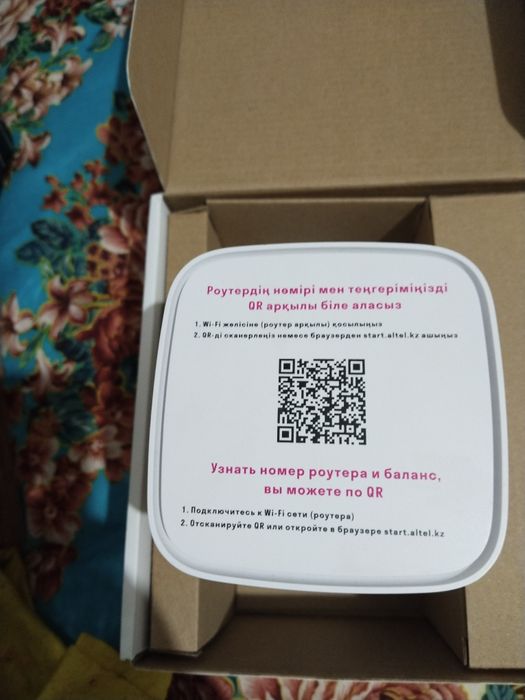 Роутердің нөмірі мен теңгеріміңізді
QR арқылы біле аласыз
1. Wi-Fi желісіне (роутер арқылы) қосылыңыз
2. QR-ді сканерлеңіз немесе браузерден start.altel.kz ашыңыз
Узнать номер роутера и баланс,
вы можете по QR
1. Подключитесь к Wi-Fi сети (роутера)
2. Отсканируйте QR или откройте в браузере start.altel.kz